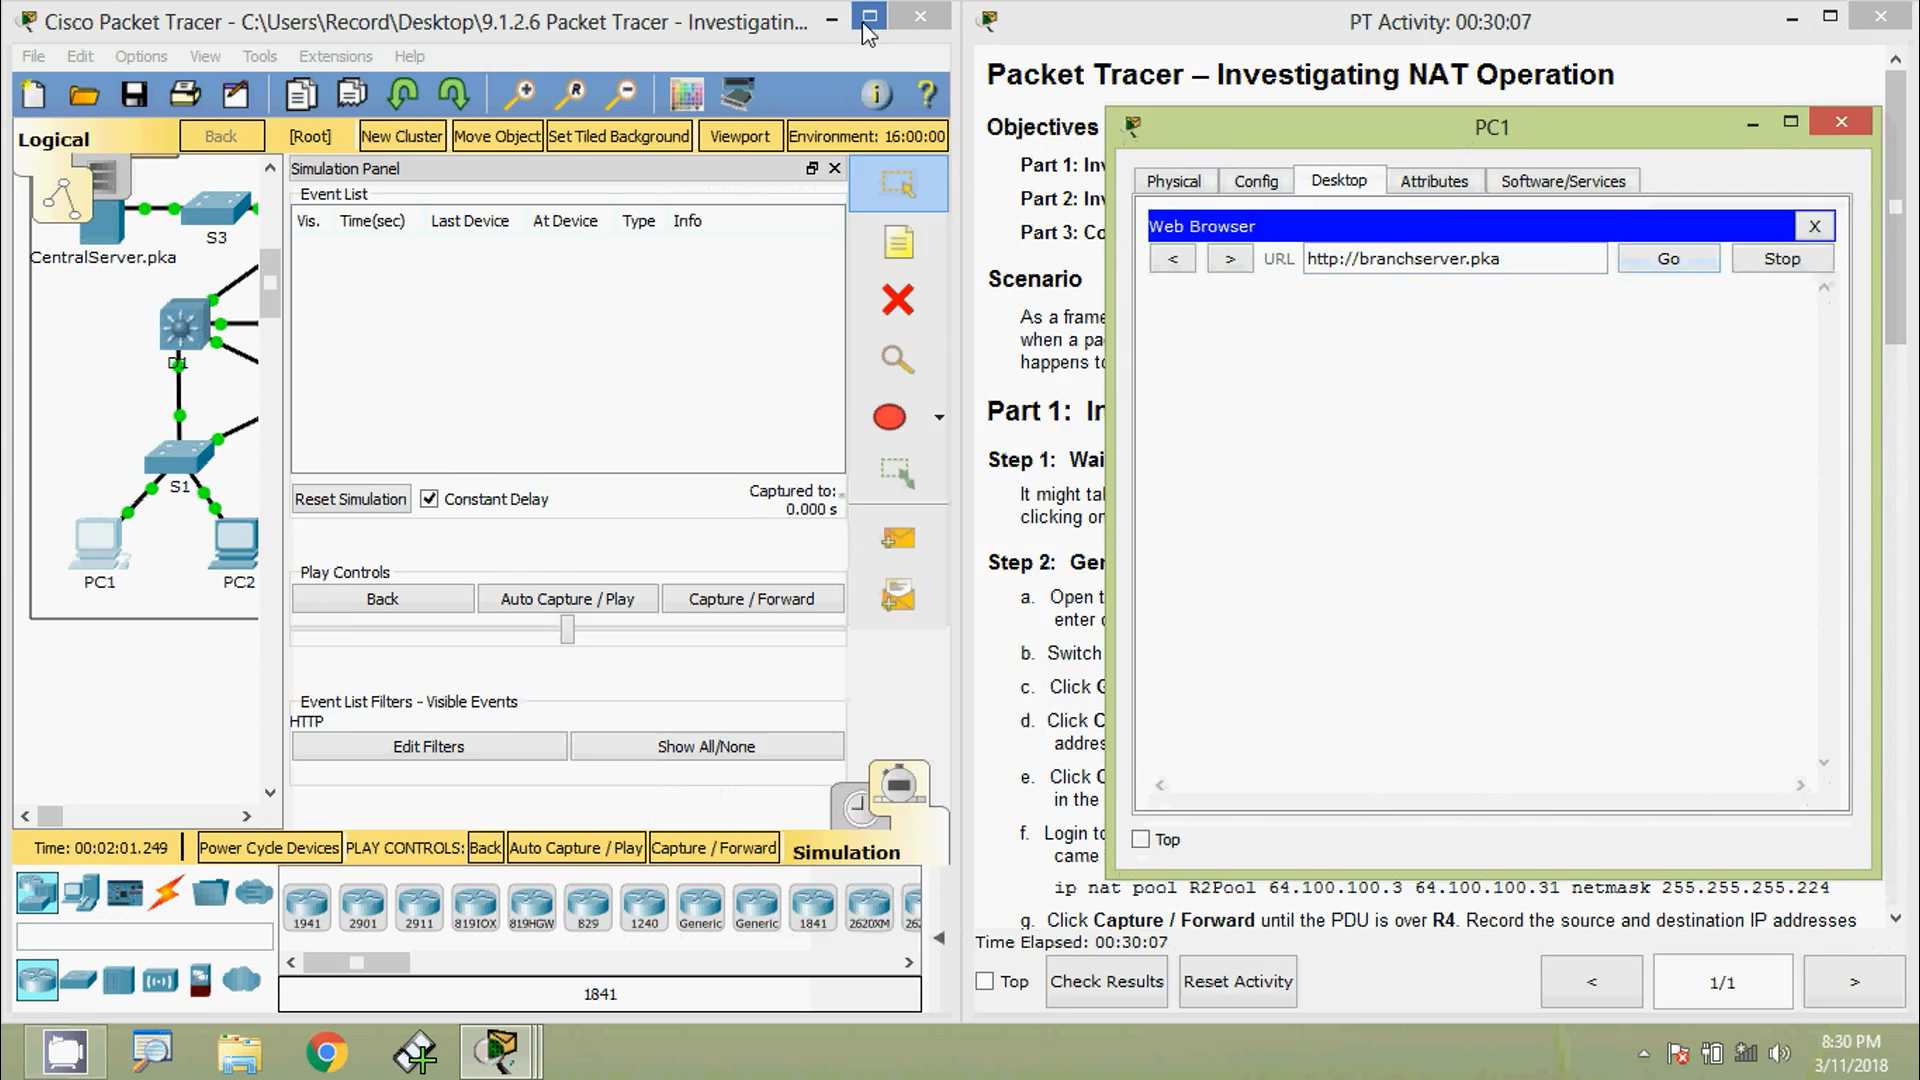 Cisco Packet Tracer - C:\Users\Record\Desktop\9.1.2.6 Packet Tracer - Investigatin...
File Edit Options View Tools Extensions Help
Logical
Back
[Root]
New Cluster
Move Object
Set Tiled Background
Viewport
Environment: 16:00:00
S3
CentralServer.pka
D1
S1
PC1
PC2
Simulation Panel
Event List
Vis. Time(sec) Last Device At Device Type Info
Reset Simulation
Constant Delay
Captured to:
0.000 s
Play Controls
Back
Auto Capture / Play
Capture / Forward
Event List Filters - Visible Events
HTTP
Edit Filters
Show All/None
Time: 00:02:01.249
Power Cycle Devices
PLAY CONTROLS:
Back
Auto Capture / Play
Capture / Forward
Simulation
1941 2901 2911 819IOX 819HGW 829 1240 Generic Generic 1841 2620XM 262
1841
PT Activity: 00:30:07
Packet Tracer – Investigating NAT Operation
Objectives
Part 1: Inv
Part 2: Inv
Part 3: Co
Scenario
As a frame
when a pa
happens to
Part 1: In
Step 1: Wai
It might tak
clicking on
Step 2: Ger
a. Open t
enter
b. Switch
c. Click
d. Click
addres
e. Click
in the
f. Login to
came
ip nat pool R2Pool 64.100.100.3 64.100.100.31 netmask 255.255.255.224
g. Click Capture / Forward until the PDU is over R4. Record the source and destination IP addresses
Time Elapsed: 00:30:07
Top
Check Results
Reset Activity
<
1/1
>
PC1
Physical Config Desktop Attributes Software/Services
Web Browser
X
<
>
URL
http://branchserver.pka
Go
Stop
Top
8:30 PM
3/11/2018